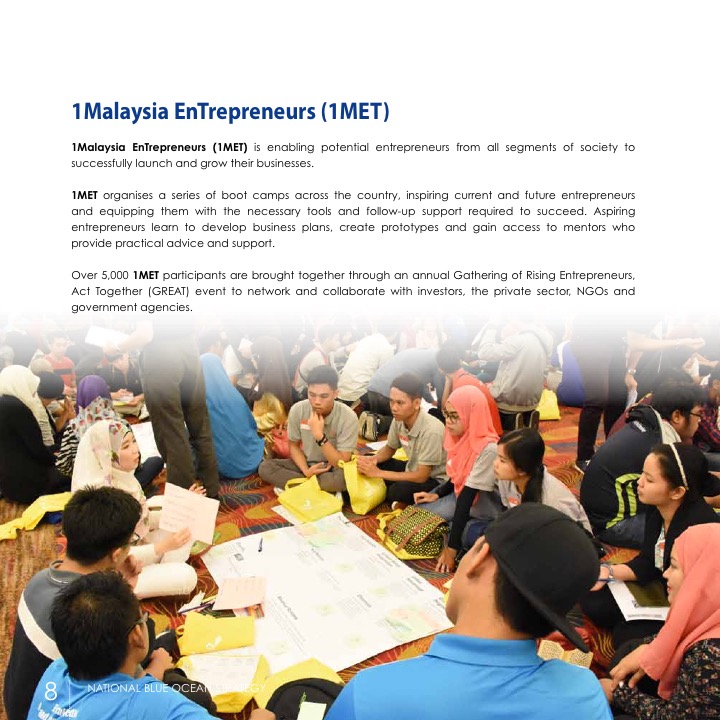 1Malaysia EnTrepreneurs (1MET)
1Malaysia EnTrepreneurs (1MET) is enabling potential entrepreneurs from all segments of society to
successfully launch and grow their businesses.
1MET organises a series of boot camps across the country, inspiring current and future entrepreneurs
and equipping them with the necessary tools and follow-up support required to succeed. Aspiring
entrepreneurs learn to develop business plans, create prototypes and gain access to mentors who
provide practical advice and support.
Over 5,000 1MET participants are brought together through an annual Gathering of Rising Entrepreneurs,
Act Together (GREAT) event to network and collaborate with investors, the private sector, NGOs and
government agencies.
8 NATIONAL BLUE OCEAN STRATEGY